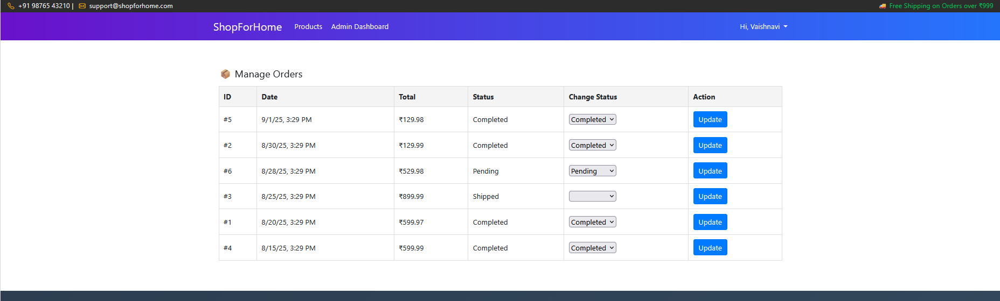 +91 98765 43210 | support@shopforhome.com Free Shipping on Orders over ₹999
ShopForHome Products Admin Dashboard Hi, Vaishnavi
Manage Orders
ID Date Total Status Change Status Action
#5 9/1/25, 3:29 PM ₹129.98 Completed Completed Update
#2 8/30/25, 3:29 PM ₹129.99 Completed Completed Update
#6 8/28/25, 3:29 PM ₹529.98 Pending Pending Update
#3 8/25/25, 3:29 PM ₹899.99 Shipped Update
#1 8/20/25, 3:29 PM ₹599.97 Completed Completed Update
#4 8/15/25, 3:29 PM ₹599.99 Completed Completed Update